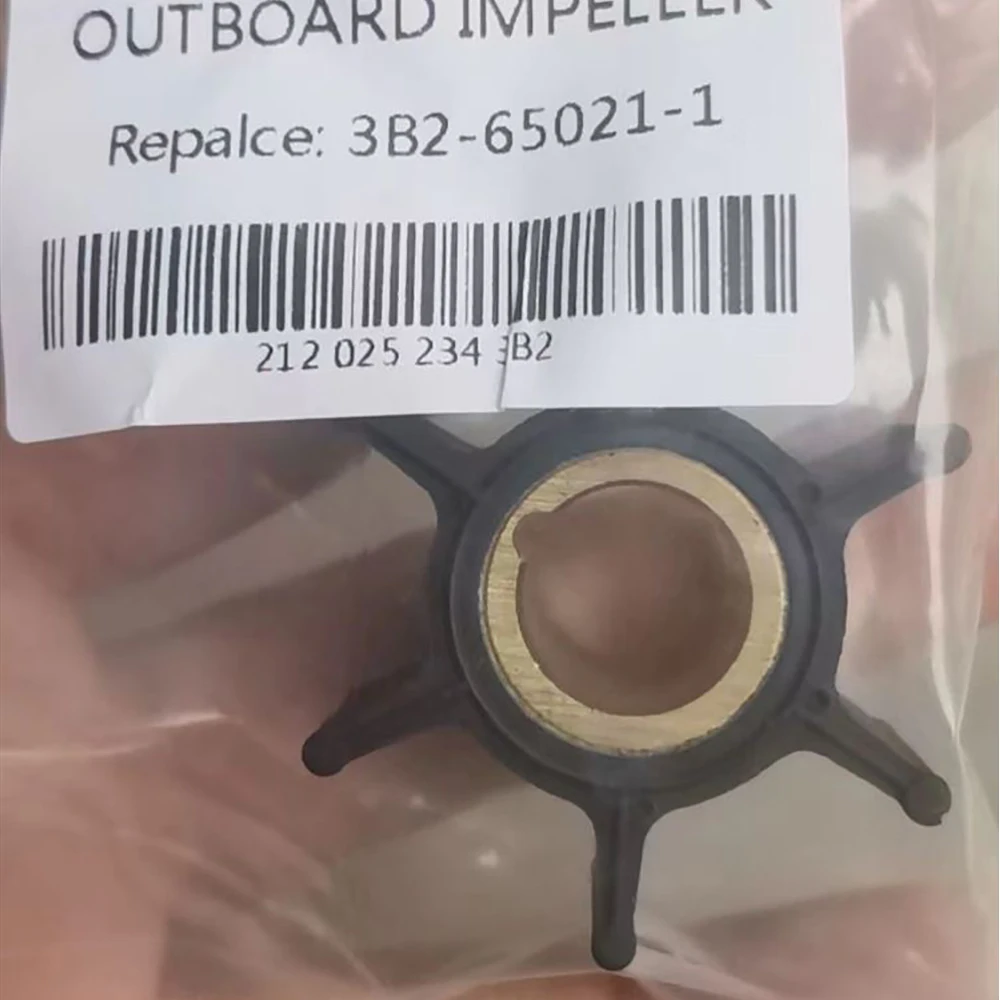 OUTBOARD IMPELLER
Repalce: 3B2-65021-1
212 025 234 3B2